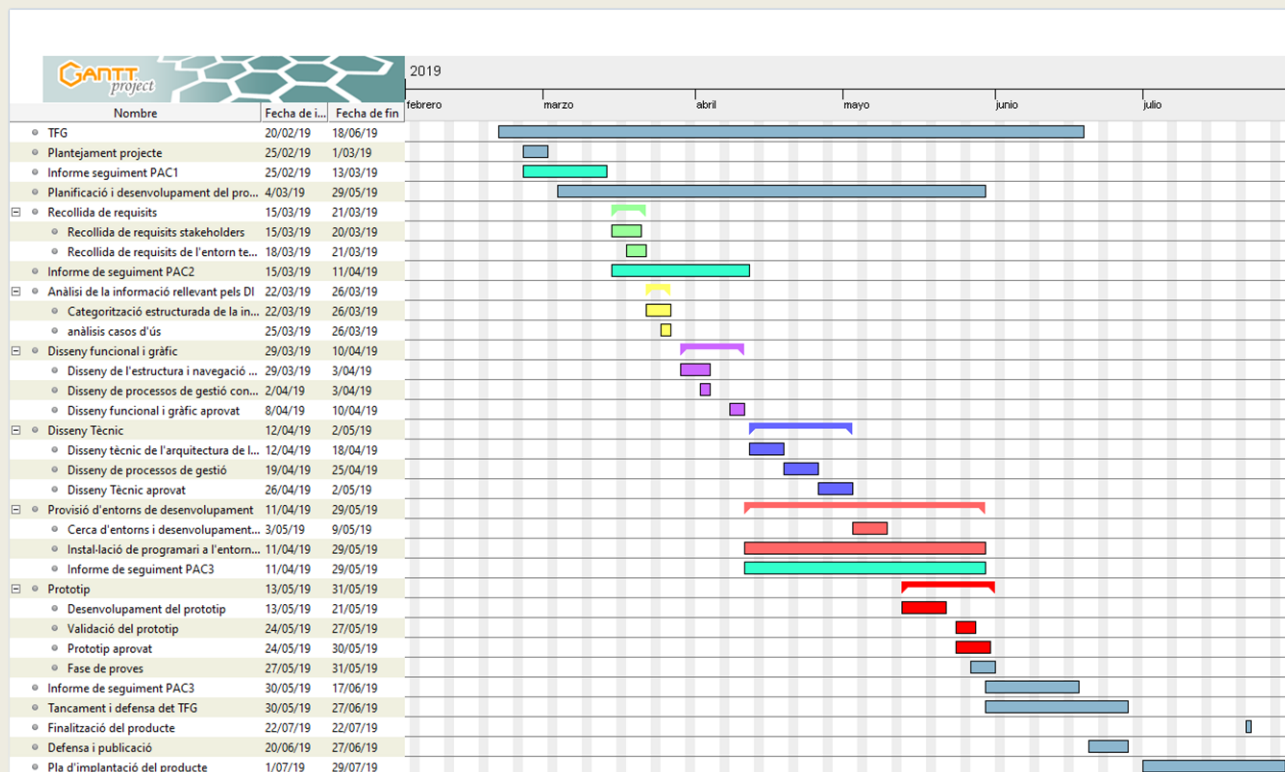 GANTT
project
2019
febrero marzo abril mayo junio julio
Nombre Fecha de i... Fecha de fin
TFG 20/02/19 18/06/19
Plantejament projecte 25/02/19 1/03/19
Informe seguiment PAC1 25/02/19 13/03/19
Planificació i desenvolupament del pro... 4/03/19 29/05/19
Recollida de requisits 15/03/19 21/03/19
Recollida de requisits stakeholders 15/03/19 20/03/19
Recollida de requisits de l'entorn te... 18/03/19 21/03/19
Informe de seguiment PAC2 15/03/19 11/04/19
Anàlisi de la informació rellevant pels DI 22/03/19 26/03/19
Categorització estructurada de la in... 22/03/19 26/03/19
anàlisis casos d'ús 25/03/19 26/03/19
Disseny funcional i gràfic 29/03/19 10/04/19
Disseny de l'estructura i navegació ... 29/03/19 3/04/19
Disseny de processos de gestió con... 2/04/19 3/04/19
Disseny funcional i gràfic aprovat 8/04/19 10/04/19
Disseny Tècnic 12/04/19 2/05/19
Disseny tècnic de l'arquitectura de l... 12/04/19 18/04/19
Disseny de processos de gestió 19/04/19 25/04/19
Disseny Tècnic aprovat 26/04/19 2/05/19
Provisió d'entorns de desenvolupament 11/04/19 29/05/19
Cerca d'entorns i desenvolupament... 3/05/19 9/05/19
Instal·lació de programari a l'entorn... 11/04/19 29/05/19
Informe de seguiment PAC3 11/04/19 29/05/19
Prototip 13/05/19 31/05/19
Desenvolupament del prototip 13/05/19 21/05/19
Validació del prototip 24/05/19 27/05/19
Prototip aprovat 24/05/19 30/05/19
Fase de proves 27/05/19 31/05/19
Informe de seguiment PAC3 30/05/19 17/06/19
Tancament i defensa det TFG 30/05/19 27/06/19
Finalització del producte 22/07/19 22/07/19
Defensa i publicació 20/06/19 27/06/19
Pla d'implantació del producte 1/07/19 29/07/19